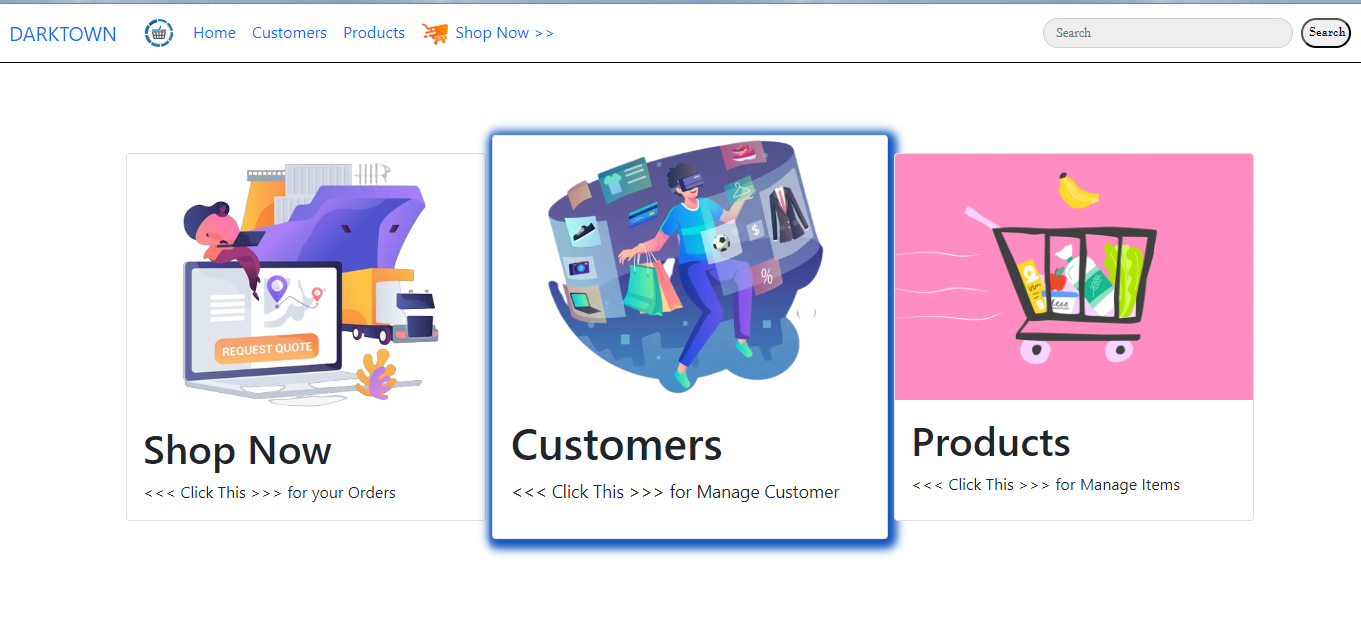 DARKTOWN Home Customers Products Shop Now >> Search Search
REQUEST QUOTE
$
%
Shop Now
<<< Click This >>> for your Orders
Customers
<<< Click This >>> for Manage Customer
Products
<<< Click This >>> for Manage Items